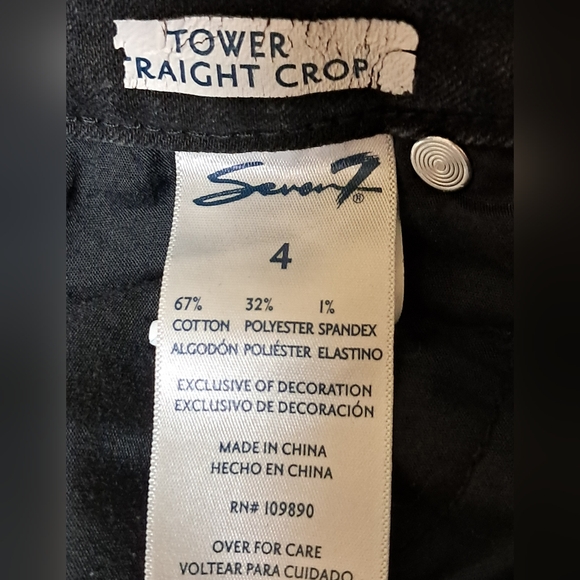 TOWER
RAIGHT CROP
Seven7®
4
67% 32% 1%
COTTON POLYESTER SPANDEX
ALGODÓN POLIÉSTER ELASTINO
EXCLUSIVE OF DECORATION
EXCLUSIVO DE DECORACIÓN
MADE IN CHINA
HECHO EN CHINA
RN# 109890
OVER FOR CARE
VOLTEAR PARA CUIDADO